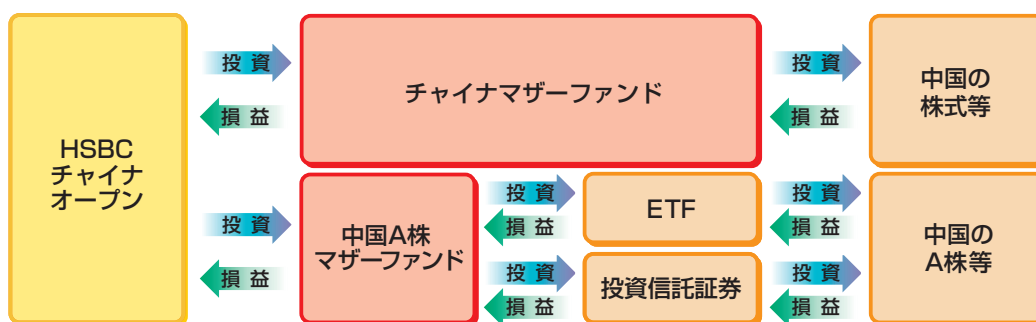 HSBC
チャイナ
オープン
投資
損益
チャイナマザーファンド
投資
損益
中国の
株式等
投資
損益
中国A株
マザーファンド
投資
損益
ETF
投資
損益
投資
損益
投資信託証券
投資
損益
中国の
A株等